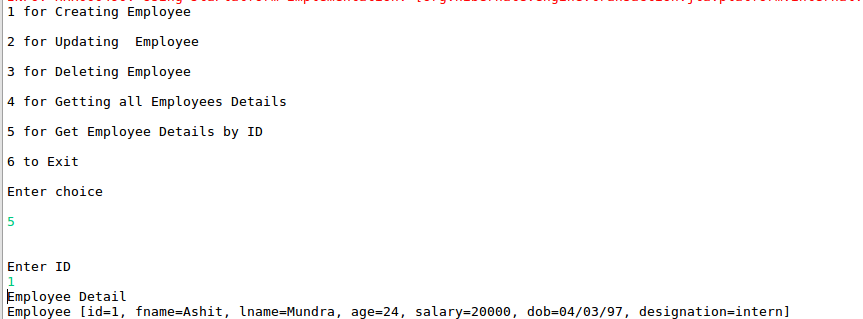 1 for Creating Employee
2 for Updating  Employee
3 for Deleting Employee
4 for Getting all Employees Details
5 for Get Employee Details by ID
6 to Exit
Enter choice
5
Enter ID
1
Employee Detail
Employee [id=1, fname=Ashit, lname=Mundra, age=24, salary=20000, dob=04/03/97, designation=intern]